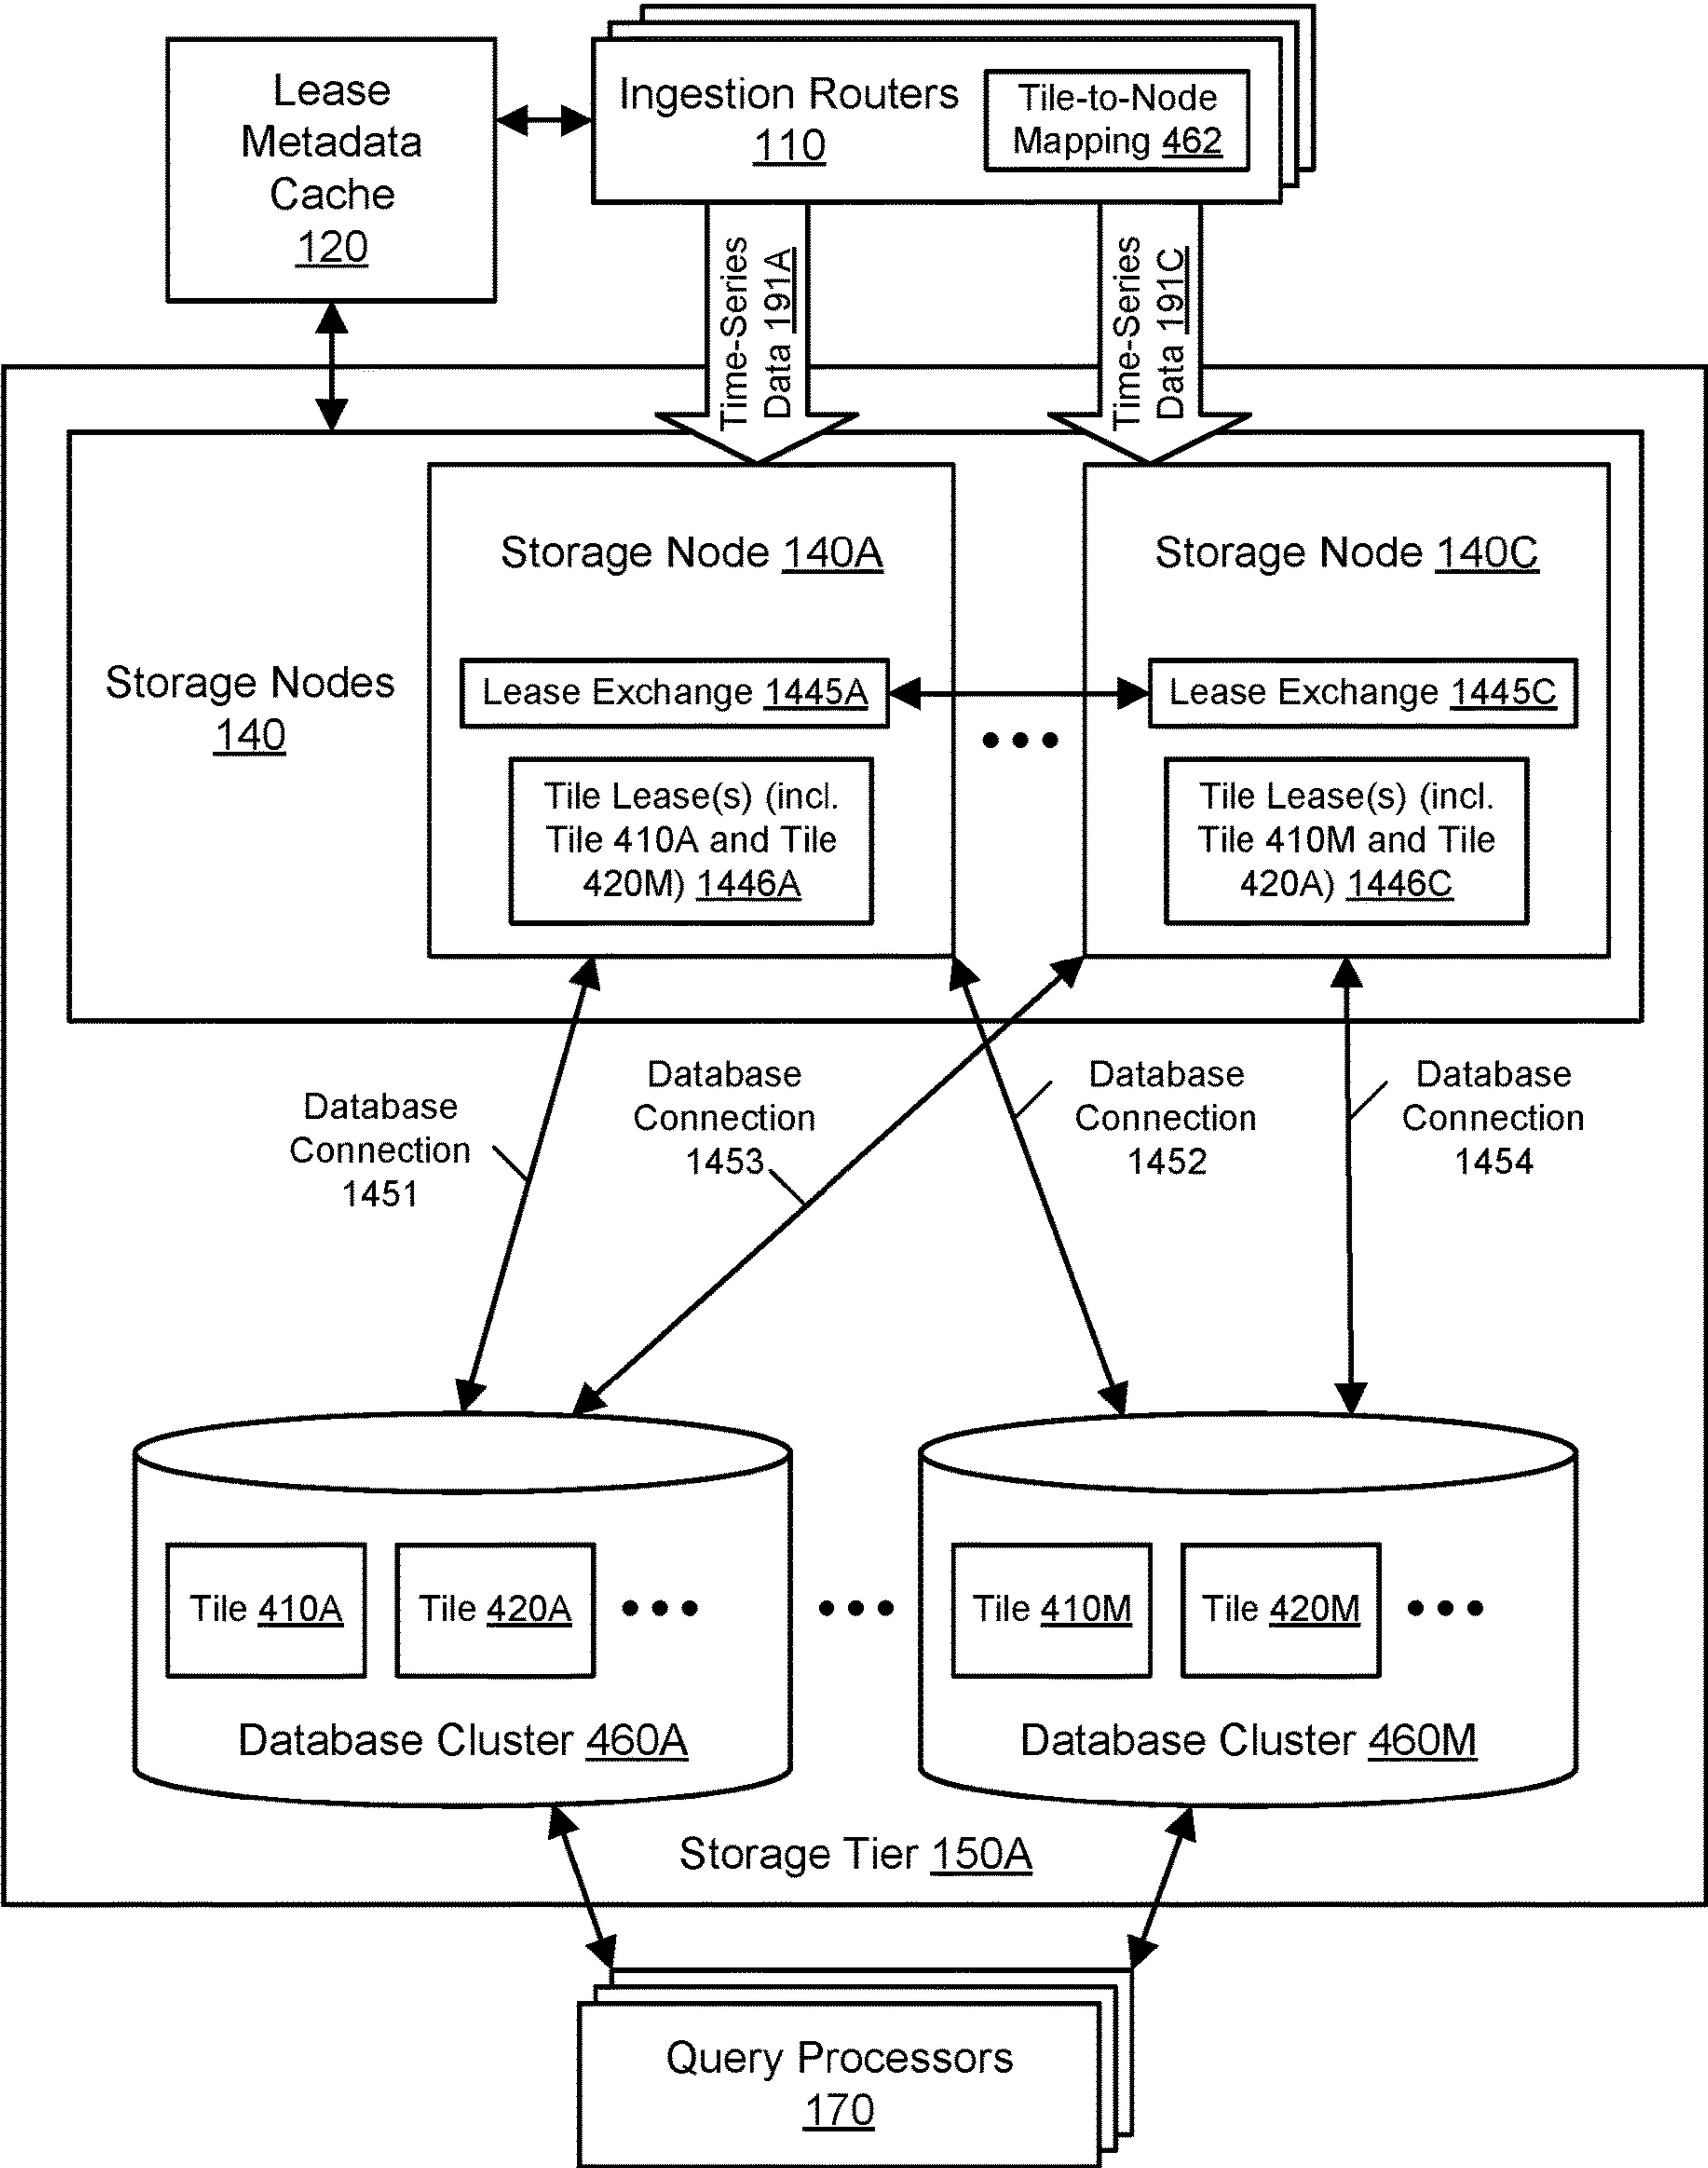 Lease
Metadata
Cache
120
Ingestion Routers
110
Tile-to-Node
Mapping 462
Time-Series
Data 191A
Time-Series
Data 191C
Storage Nodes
140
Storage Node 140A
Lease Exchange 1445A
Tile Lease(s) (incl.
Tile 410A and Tile
420M) 1446A
Storage Node 140C
Lease Exchange 1445C
Tile Lease(s) (incl.
Tile 410M and Tile
420A) 1446C
Database
Connection
1451
Database
Connection
1453
Database
Connection
1452
Database
Connection
1454
Tile 410A
Tile 420A
Database Cluster 460A
Tile 410M
Tile 420M
Database Cluster 460M
Storage Tier 150A
Query Processors
170